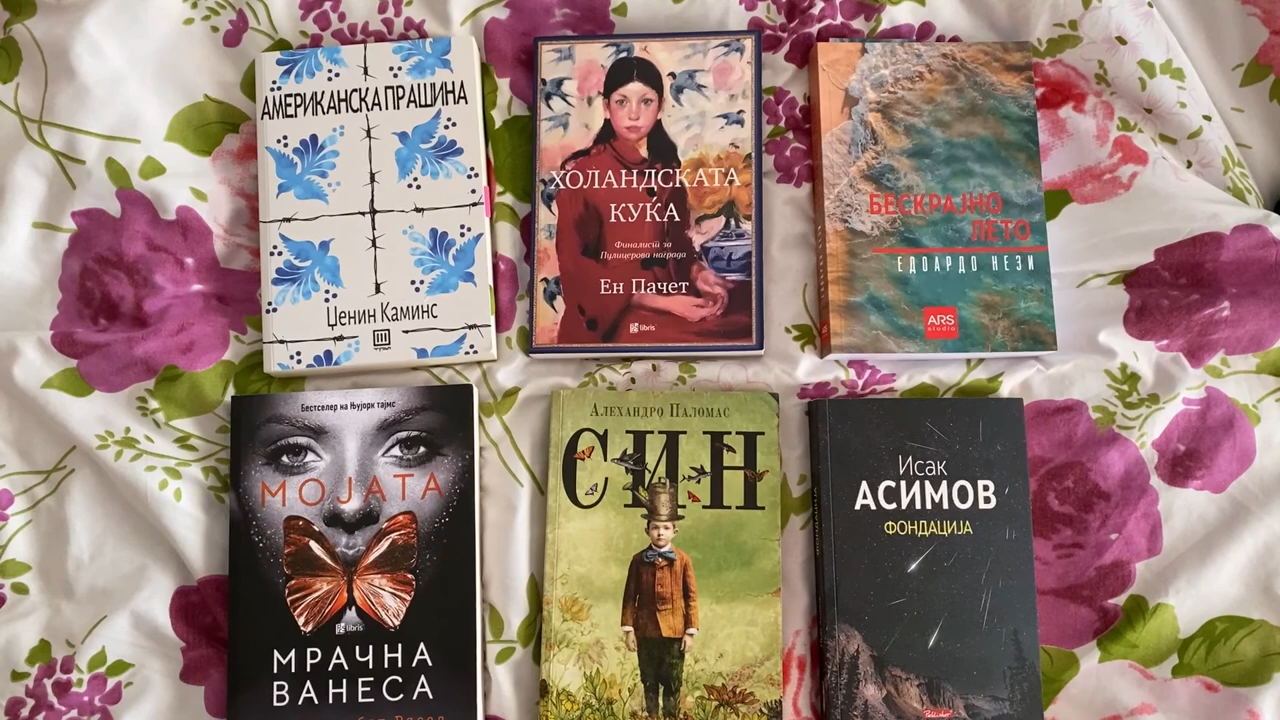 АМЕРИКАНСКА ПРАШИНА
Џенин Каминс
ХОЛАНДСКАТА
КУЌА
Финалист за
Пулицерова награда
Ен Пачет
libris
БЕСКРАЈНО
ЛЕТО
ЕДОАРДО НЕЗИ
ARS
studio
Бестселер на Њујорк тајмс
МОЈАТА
libris
МРАЧНА
ВАНЕСА
АЛЕХАНДРО ПАЛОМАС
СИН
Исак
АСИМОВ
ФОНДАЦИЈА
ФОНДАЦИЈА